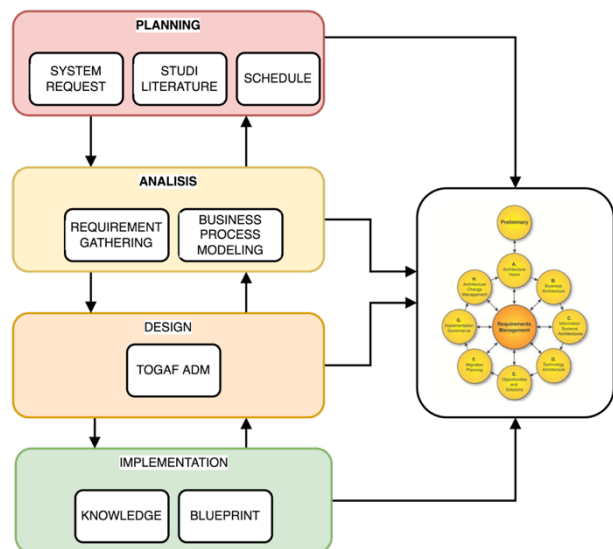 PLANNING
SYSTEM
REQUEST
STUDI
LITERATURE
SCHEDULE
ANALISIS
REQUIREMENT
GATHERING
BUSINESS
PROCESS
MODELING
DESIGN
TOGAF ADM
IMPLEMENTATION
KNOWLEDGE
BLUEPRINT
Preliminary
A.
Architecture
Vision
H.
Architecture
Change
Management
B.
Business
Architecture
G.
Implementation
Governance
Requirements
Management
C.
Information
Systems
Architectures
F.
Migration
Planning
D.
Technology
Architecture
E.
Opportunities
and
Solutions